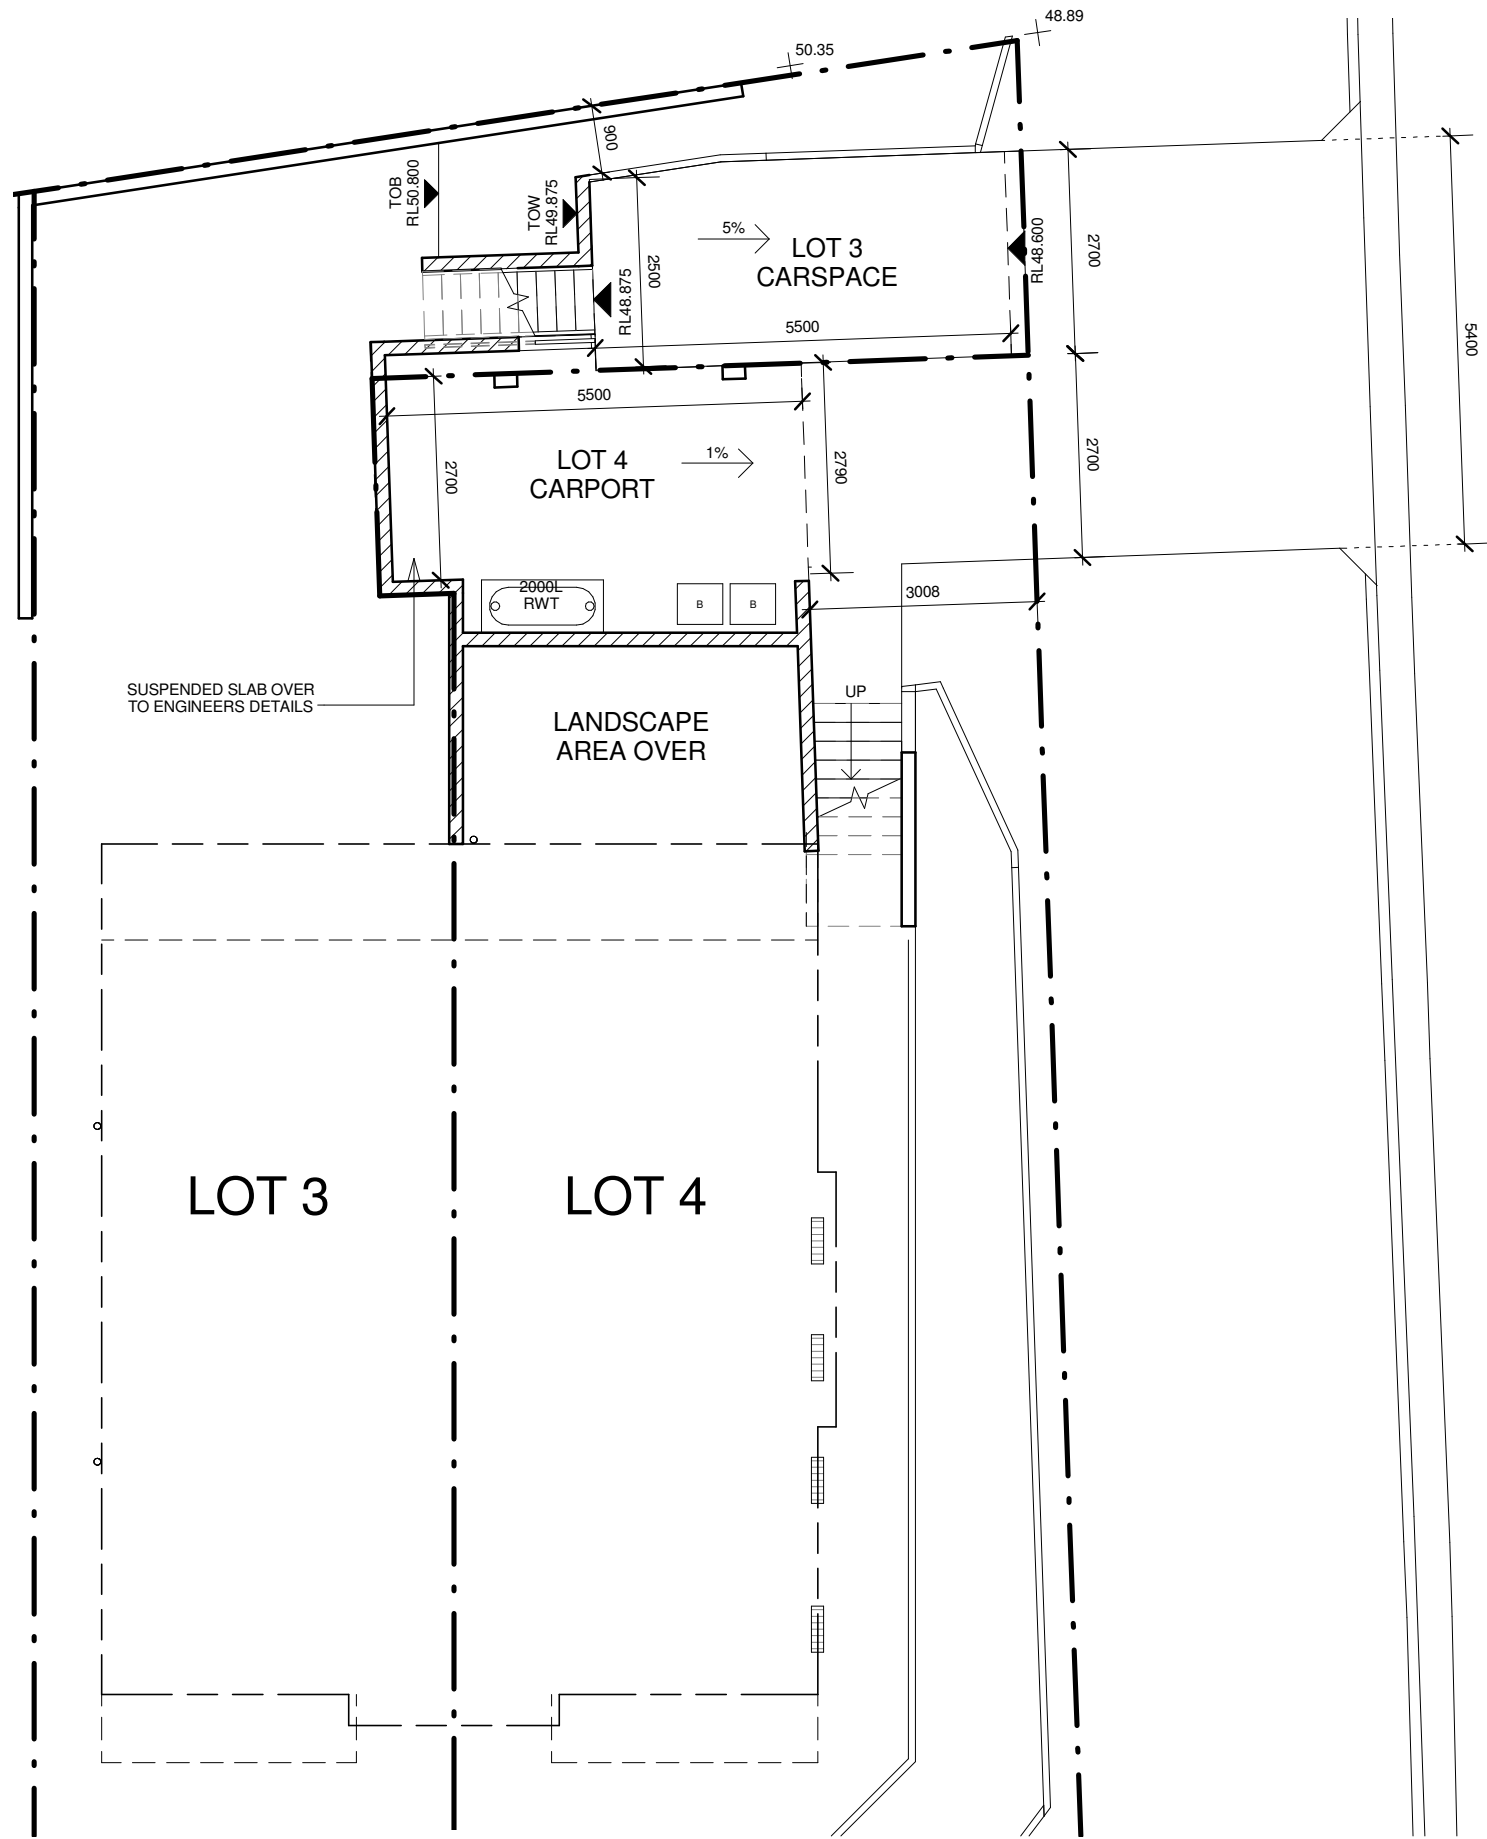 48.89
50.35
900
TOB
RL50.800
TOW
RL49.875
5%
LOT 3
CARSPACE
RL48.600
2700
2500
RL48.875
5500
5400
5500
LOT 4
CARPORT
1%
2700
2790
2700
2000L
RWT
B
B
3008
SUSPENDED SLAB OVER
TO ENGINEERS DETAILS
UP
LANDSCAPE
AREA OVER
LOT 3
LOT 4